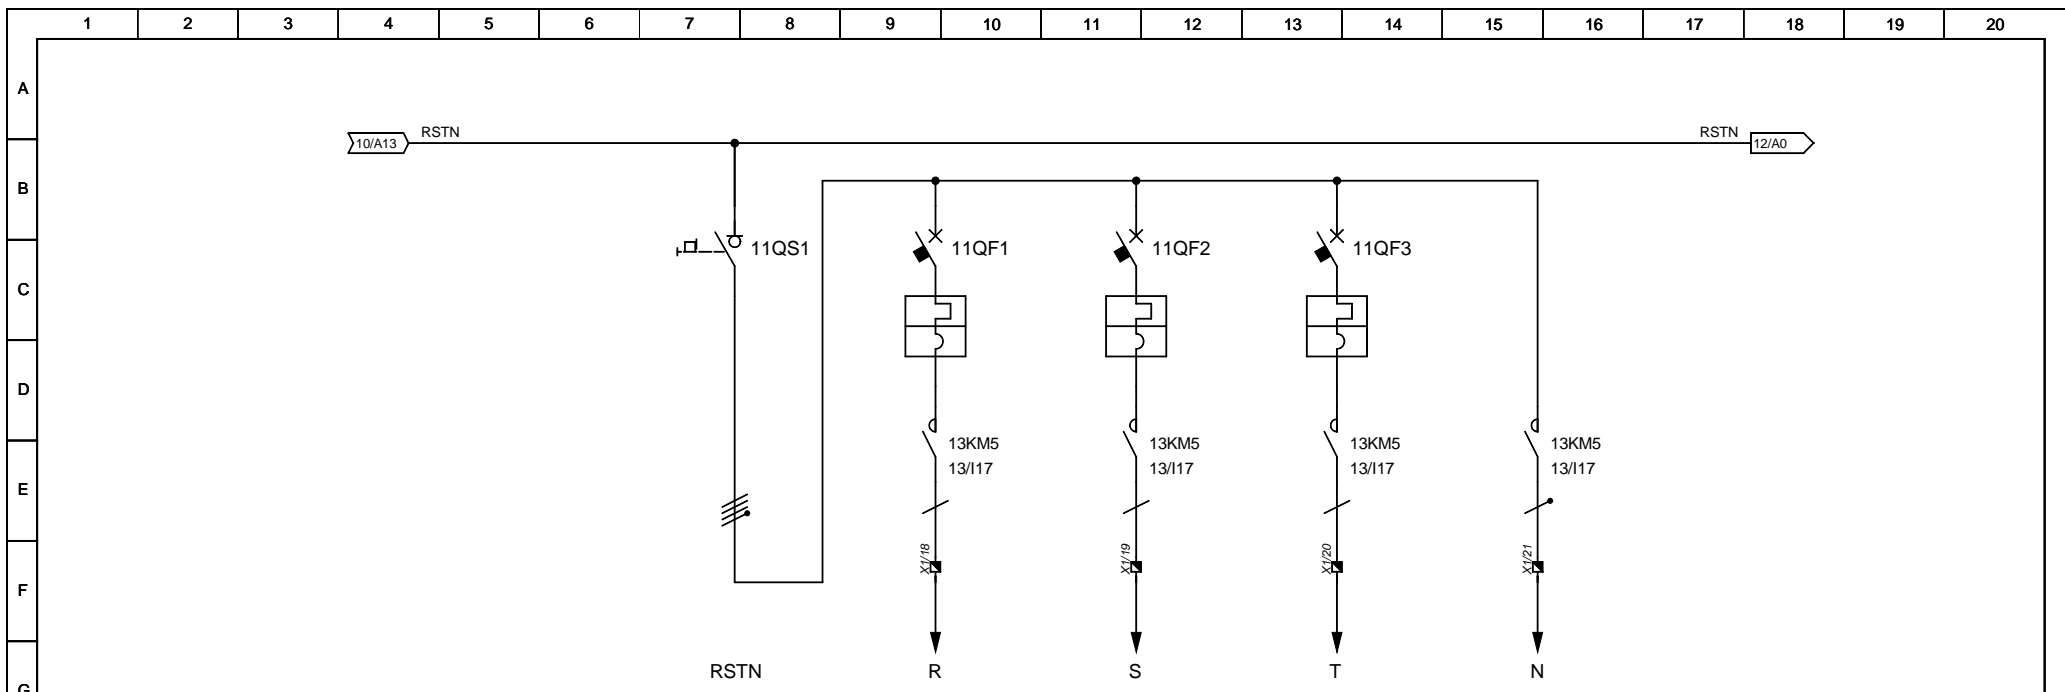 1 2 3 4 5 6 7 8 9 10 11 12 13 14 15 16 17 18 19 20
A
RSTN RSTN
10/A13 12/A0
B
11QS1 11QF1 11QF2 11QF3
C
D
13KM5 13KM5 13KM5 13KM5
13/I17 13/I17 13/I17 13/I17
E
X1/18 X1/19 X1/20 X1/21
F
RSTN R S T N
G